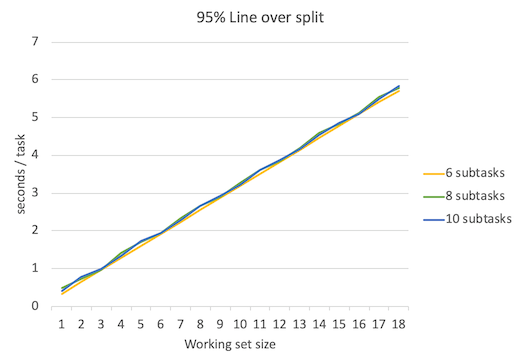 95% Line over split
7
6
5
4
3
2
1
0
seconds / task
1 2 3 4 5 6 7 8 9 10 11 12 13 14 15 16 17 18
Working set size
6 subtasks
8 subtasks
10 subtasks